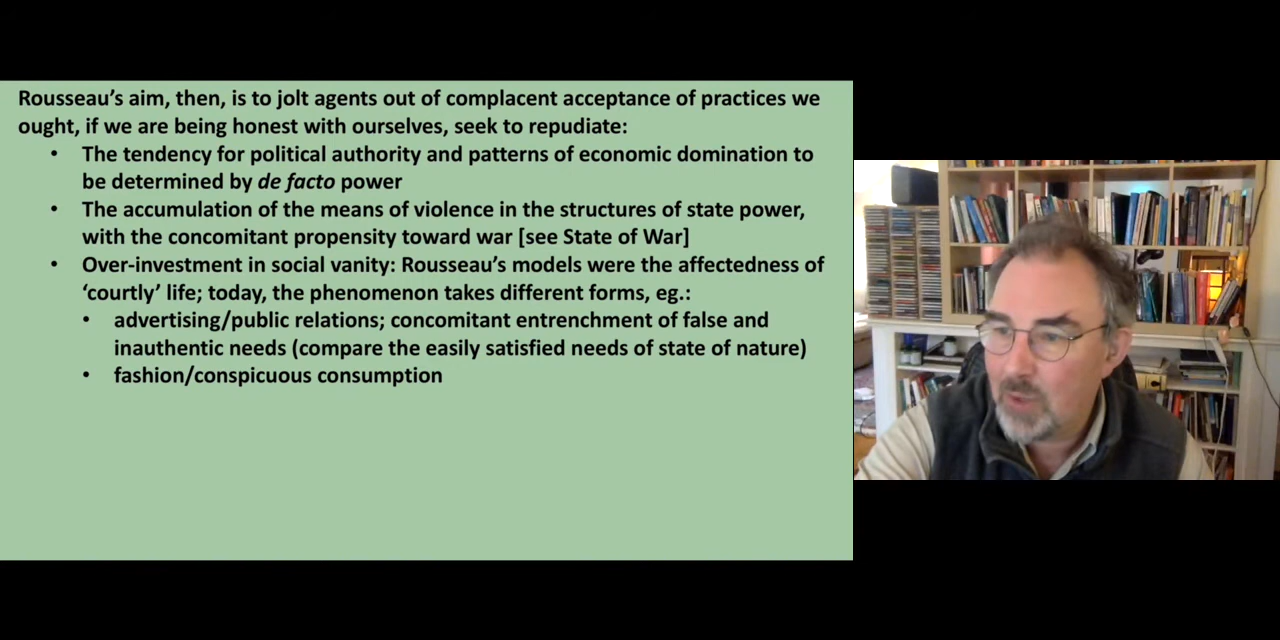 Rousseau’s aim, then, is to jolt agents out of complacent acceptance of practices we
ought, if we are being honest with ourselves, seek to repudiate:
• The tendency for political authority and patterns of economic domination to
be determined by de facto power
• The accumulation of the means of violence in the structures of state power,
with the concomitant propensity toward war [see State of War]
• Over-investment in social vanity: Rousseau’s models were the affectedness of
‘courtly’ life; today, the phenomenon takes different forms, eg.:
• advertising/public relations; concomitant entrenchment of false and
inauthentic needs (compare the easily satisfied needs of state of nature)
• fashion/conspicuous consumption